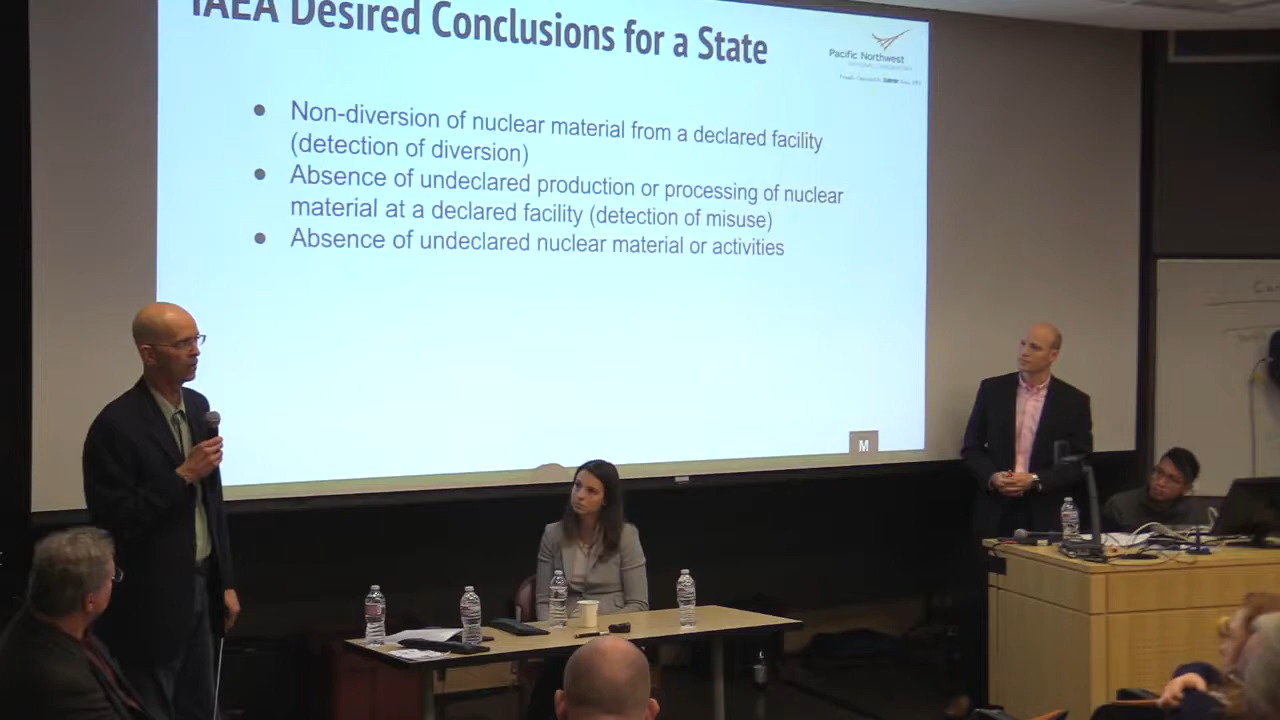 IAEA Desired Conclusions for a State
Pacific Northwest
NATIONAL LABORATORY
● Non-diversion of nuclear material from a declared facility
(detection of diversion)
● Absence of undeclared production or processing of nuclear
material at a declared facility (detection of misuse)
● Absence of undeclared nuclear material or activities
M